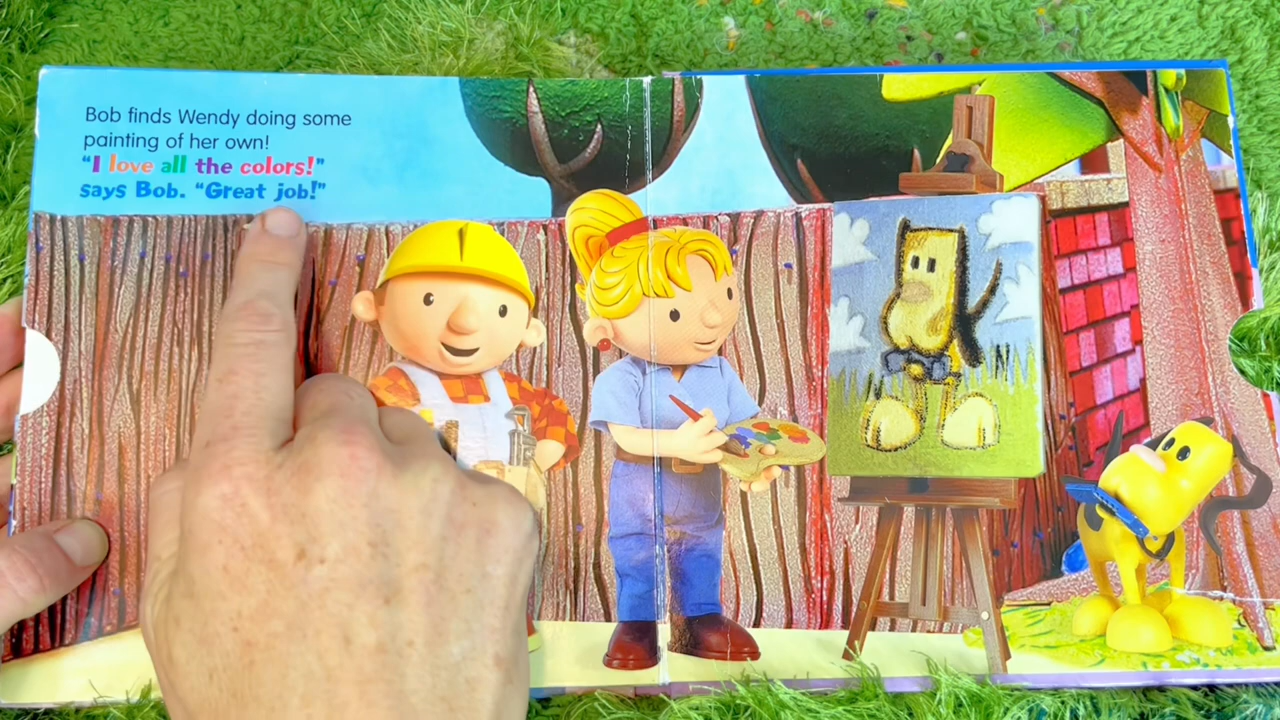 Bob finds Wendy doing some
painting of her own!
“I love all the colors!”
says Bob. “Great job!”